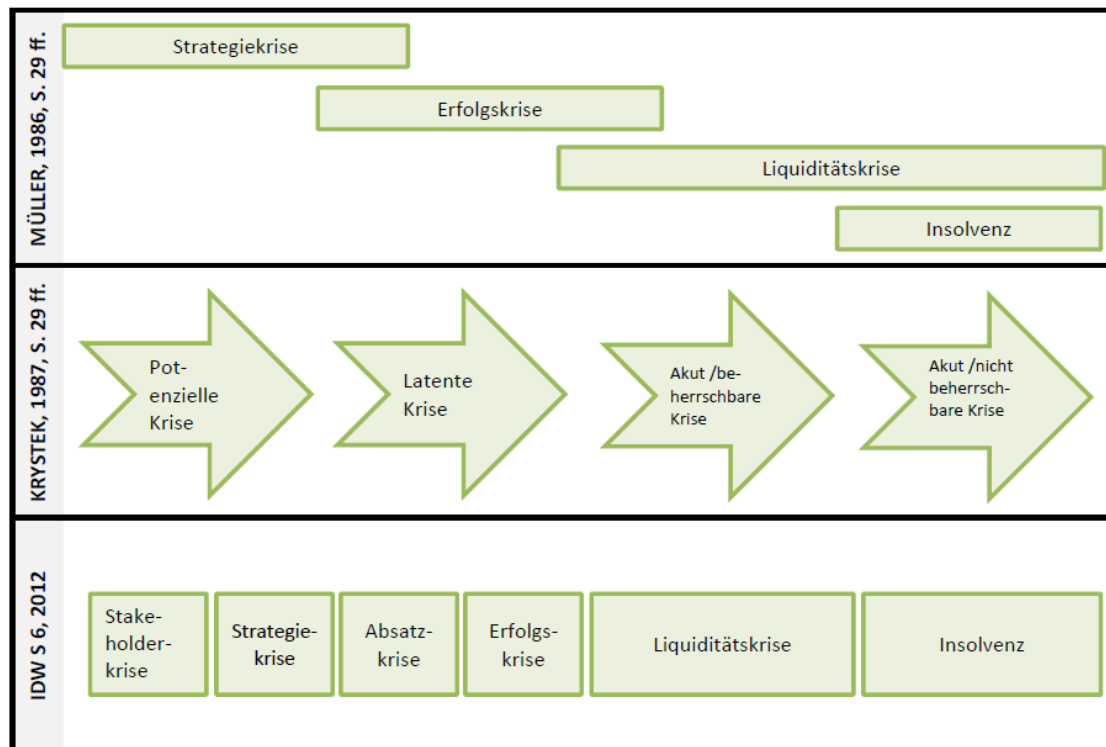 MÜLLER, 1986, S. 29 ff.
Strategiekrise
Erfolgskrise
Liquiditätskrise
Insolvenz
KRYSTEK, 1987, S. 29 ff.
Pot-
enzielle
Krise
Latente
Krise
Akut /be-
herrschbare
Krise
Akut /nicht
beherrsch-
bare Krise
IDW S 6, 2012
Stake-
holder-
krise
Strategie-
krise
Absatz-
krise
Erfolgs-
krise
Liquiditätskrise
Insolvenz